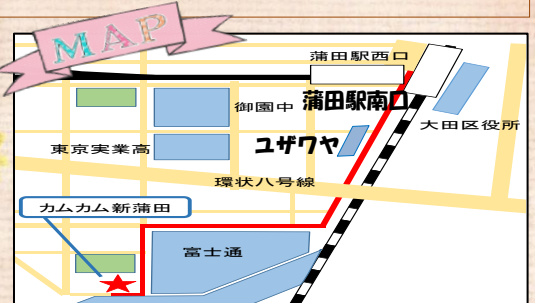 MAP
蒲田駅西口
御園中
蒲田駅南口
大田区役所
東京実業高
ユザワヤ
環状八号線
カムカム新蒲田
富士通